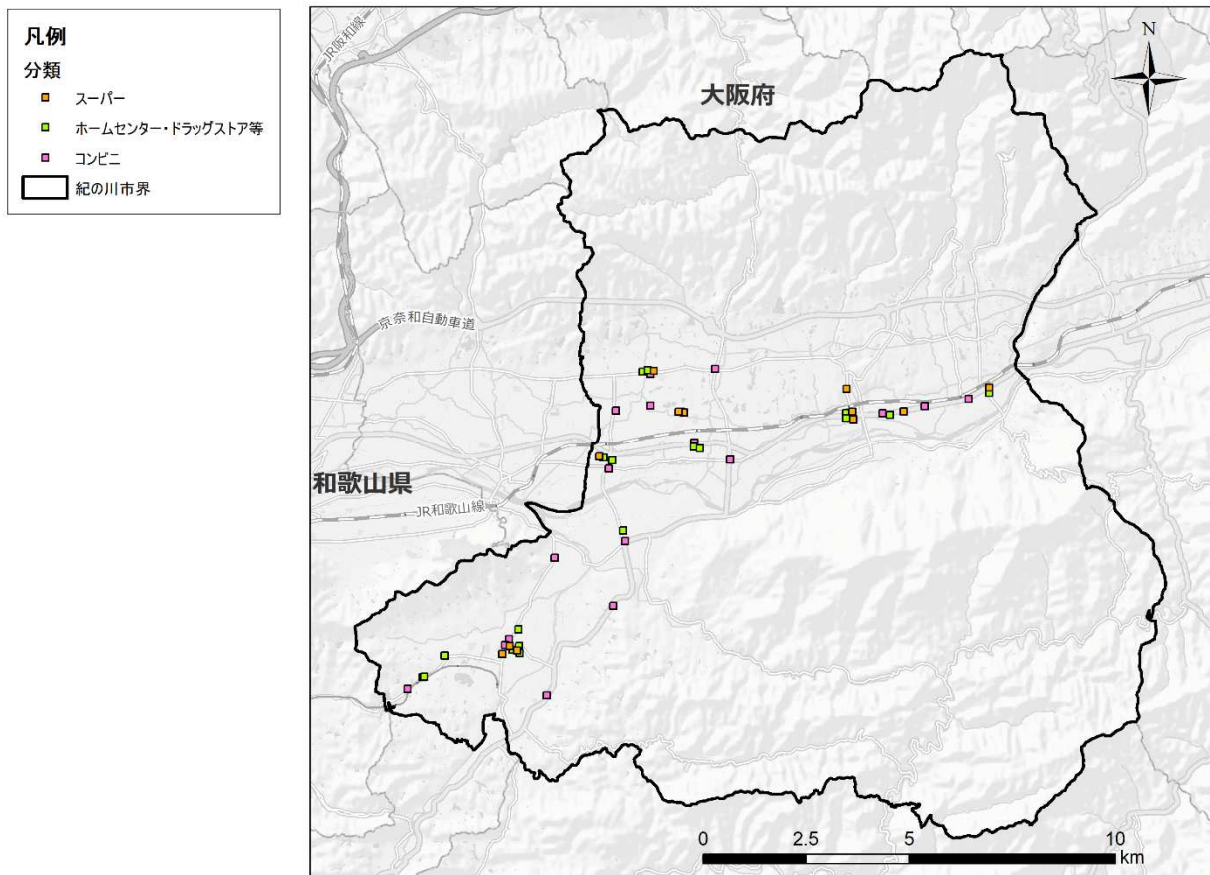 凡例
分類
スーパー
ホームセンター・ドラッグストア等
コンビニ
紀の川市界
JR阪和線
大阪府
N
京奈和自動車道
和歌山県
JR和歌山線
0 2.5 5 10
km